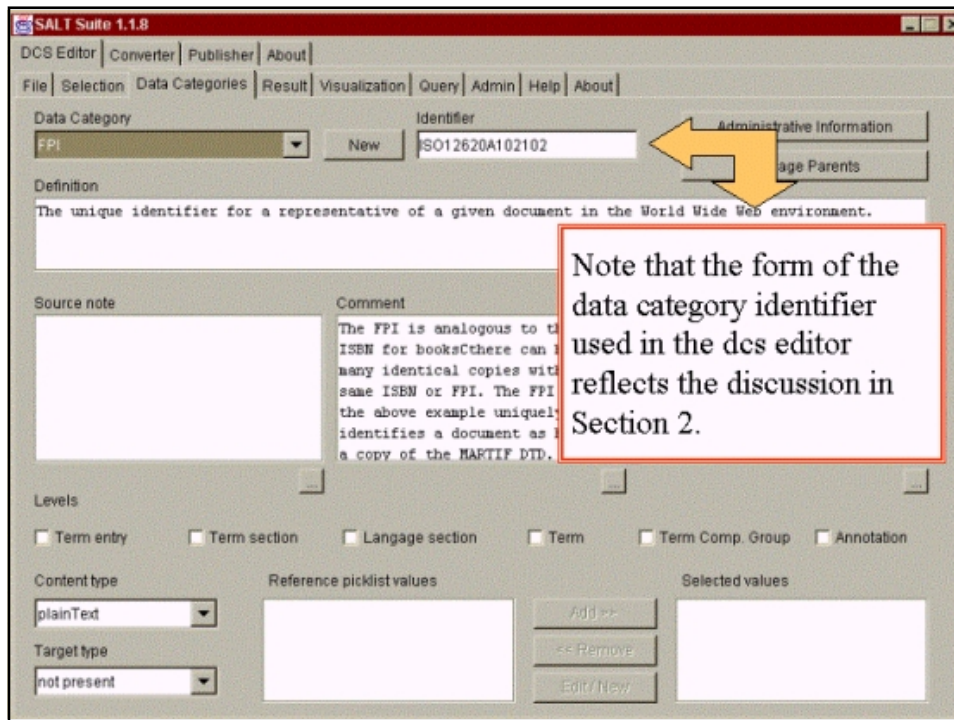 SALT Suite 1.1.8
DCS Editor Converter Publisher About
File Selection Data Categories Result Visualization Query Admin Help About
Data Category Identifier
FPI New ISO12620A102102 Administrative Information
age Parents
Definition
The unique identifier for a representative of a given document in the World Wide Web environment.
Note that the form of the
data category identifier
used in the dcs editor
reflects the discussion in
Section 2.
Source note Comment
The FPI is analogous to th
ISBN for booksCthere can
many identical copies wit
same ISBN or FPI. The FPI
the above example uniquely
identifies a document as
a copy of the MARTIF DTD.
... ... ...
Levels
Term entry Term section Langage section Term Term Comp. Group Annotation
Content type Reference picklist values Selected values
plainText Add >>
Target type << Remove
not present Edit / New